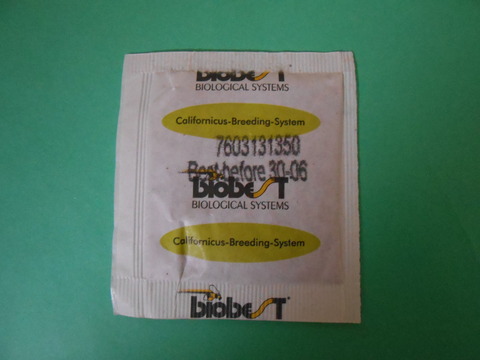 biobest
BIOLOGICAL SYSTEMS
Californicus-Breeding-System
7603131350
Best before 30-06
biobest
BIOLOGICAL SYSTEMS
Californicus-Breeding-System
biobest®